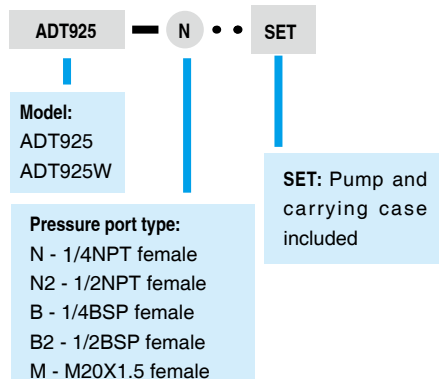 ADT925 — N • • SET
Model:
ADT925
ADT925W
Pressure port type:
N - 1/4NPT female
N2 - 1/2NPT female
B - 1/4BSP female
B2 - 1/2BSP female
M - M20X1.5 female
SET: Pump and
carrying case
included